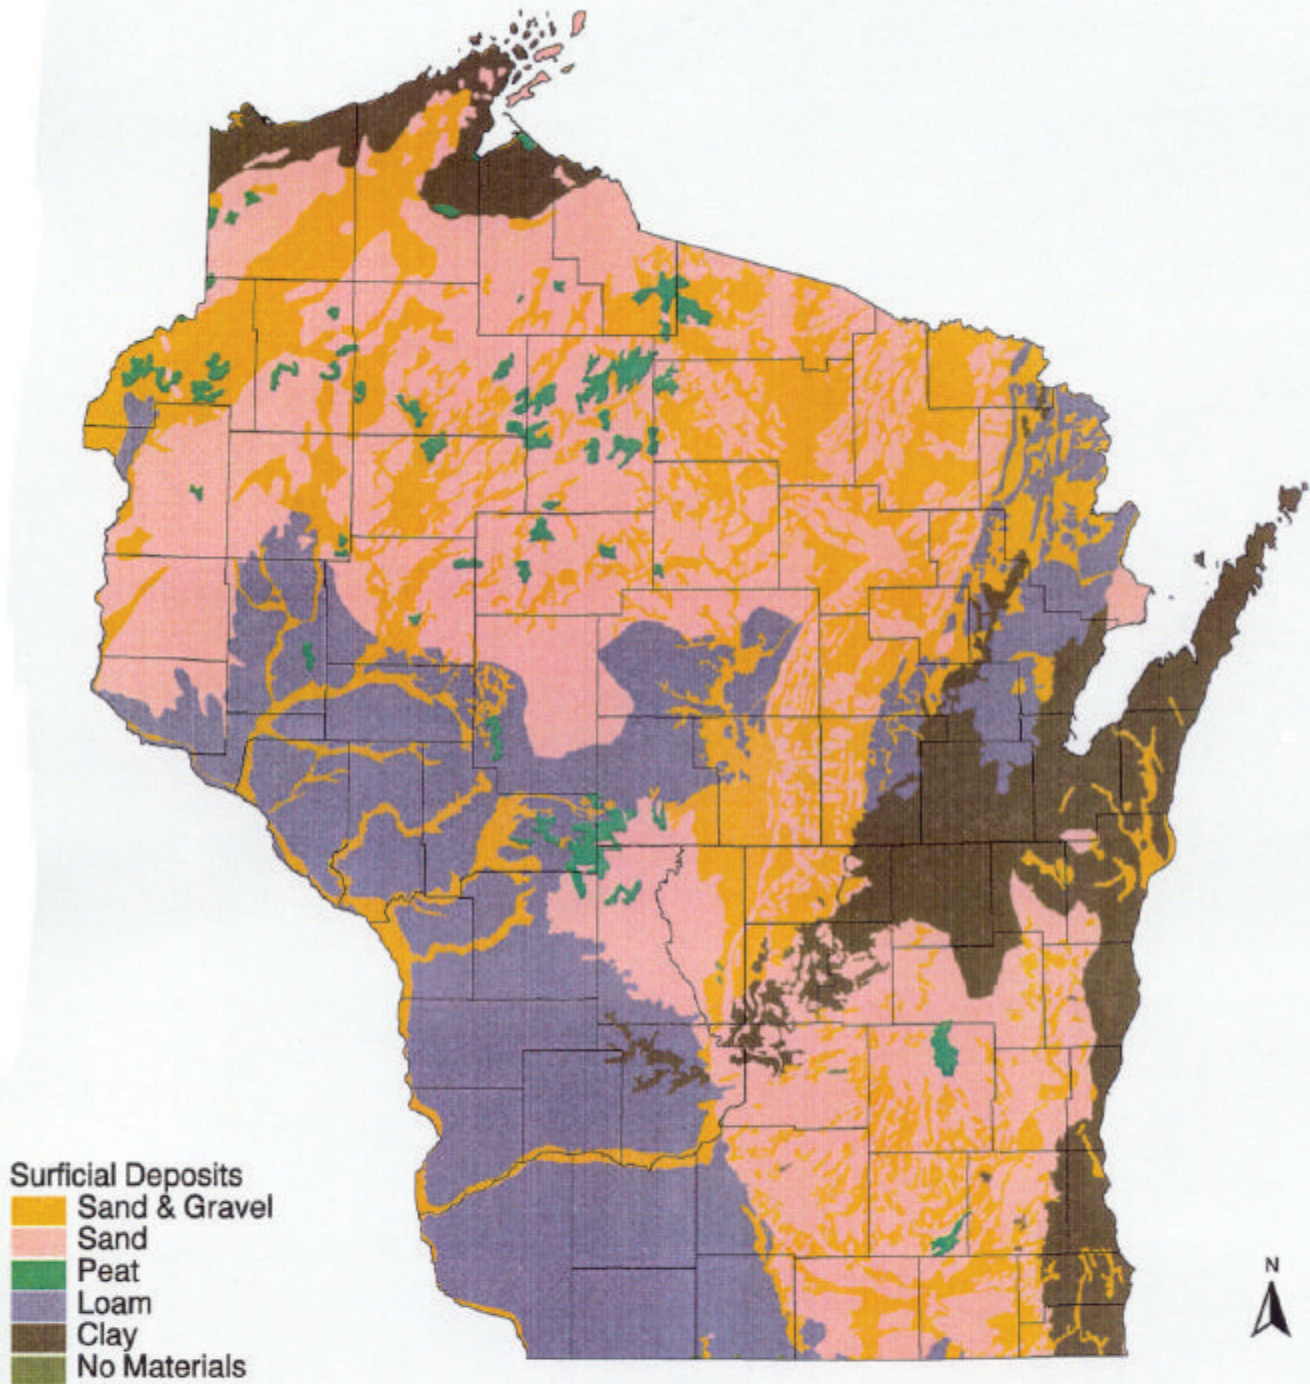 Surficial Deposits
Sand & Gravel
Sand
Peat
Loam
Clay
No Materials
N